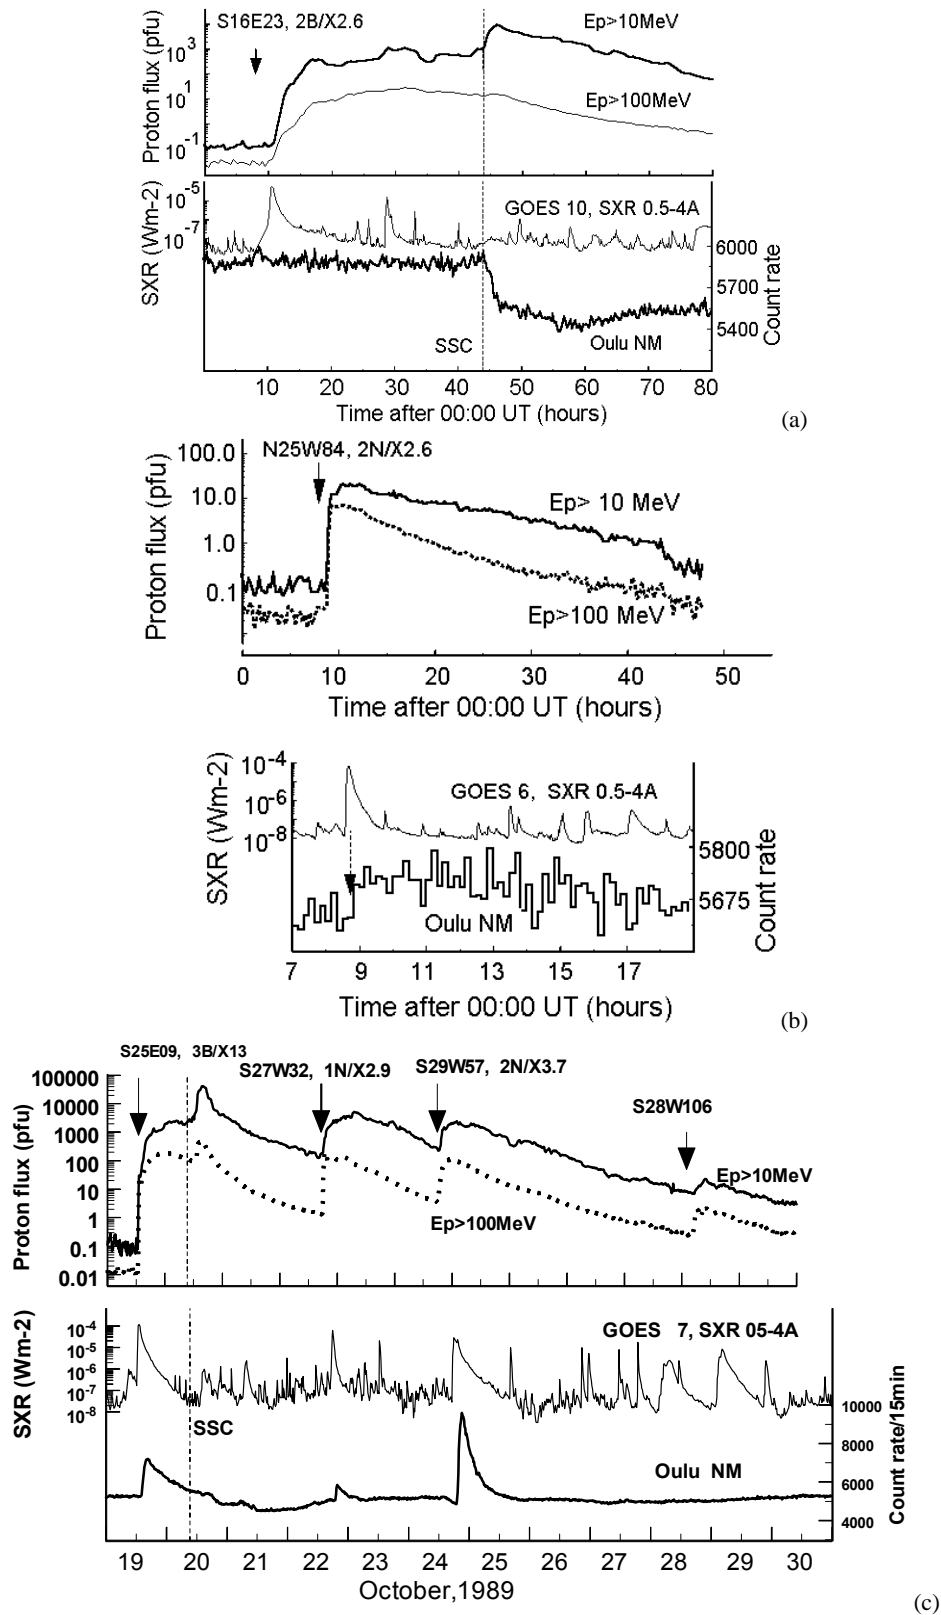 S16E23, 2B/X2.6
Ep>10MeV
Ep>100MeV
Proton flux (pfu)
10^3
10^1
10^-1
SXR (Wm-2)
10^-5
10^-7
GOES 10, SXR 0.5-4A
6000
5700
5400
Count rate
SSC
Oulu NM
10 20 30 40 50 60 70 80
Time after 00:00 UT (hours)
(a)
N25W84, 2N/X2.6
Proton flux (pfu)
100.0
10.0
1.0
0.1
Ep> 10 MeV
Ep>100 MeV
0 10 20 30 40 50
Time after 00:00 UT (hours)
SXR (Wm-2)
10^-4
10^-6
10^-8
GOES 6, SXR 0.5-4A
5800
5675
Count rate
Oulu NM
7 9 11 13 15 17
Time after 00:00 UT (hours)
(b)
S25E09, 3B/X13
S27W32, 1N/X2.9
S29W57, 2N/X3.7
S28W106
Proton flux (pfu)
100000
10000
1000
100
10
1
0.1
0.01
Ep>10MeV
Ep>100MeV
SXR (Wm-2)
10^-4
10^-5
10^-6
10^-7
10^-8
GOES 7, SXR 05-4A
SSC
Oulu NM
10000
8000
6000
4000
Count rate/15min
19 20 21 22 23 24 25 26 27 28 29 30
October,1989
(c)